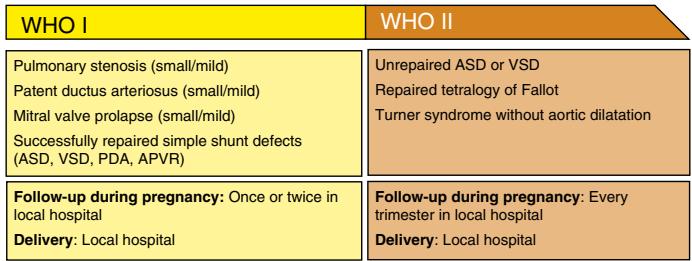 WHO I
Pulmonary stenosis (small/mild)
Patent ductus arteriosus (small/mild)
Mitral valve prolapse (small/mild)
Successfully repaired simple shunt defects
(ASD, VSD, PDA, APVR)
Follow-up during pregnancy: Once or twice in
local hospital
Delivery: Local hospital
WHO II
Unrepaired ASD or VSD
Repaired tetralogy of Fallot
Turner syndrome without aortic dilatation
Follow-up during pregnancy: Every
trimester in local hospital
Delivery: Local hospital